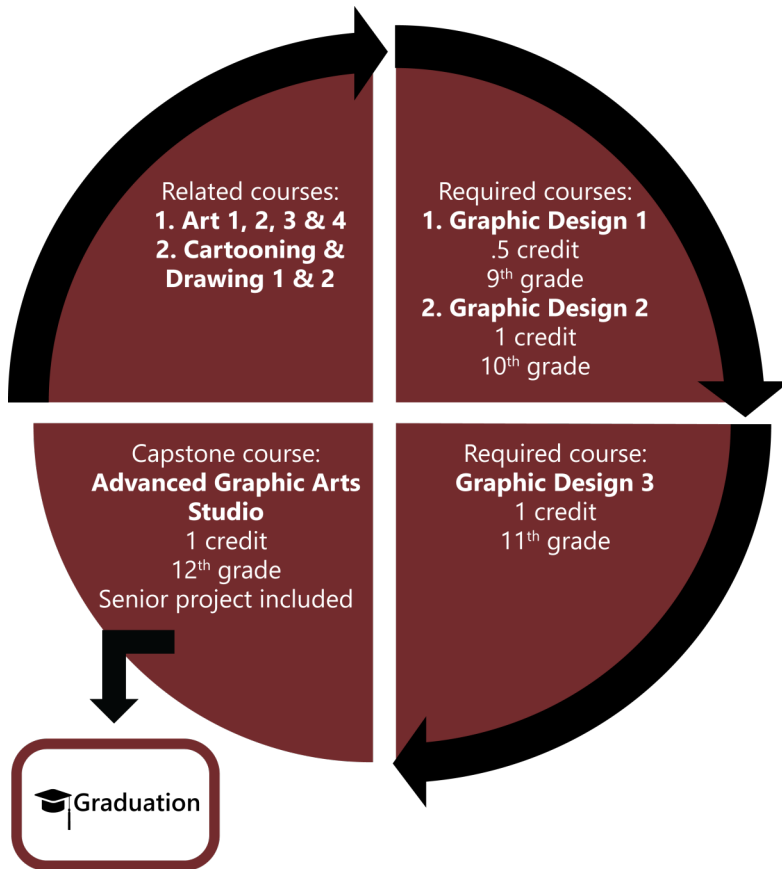 Related courses:
1. Art 1, 2, 3 & 4
2. Cartooning &
Drawing 1 & 2
Required courses:
1. Graphic Design 1
.5 credit
9th grade
2. Graphic Design 2
1 credit
10th grade
Required course:
Graphic Design 3
1 credit
11th grade
Capstone course:
Advanced Graphic Arts
Studio
1 credit
12th grade
Senior project included
Graduation